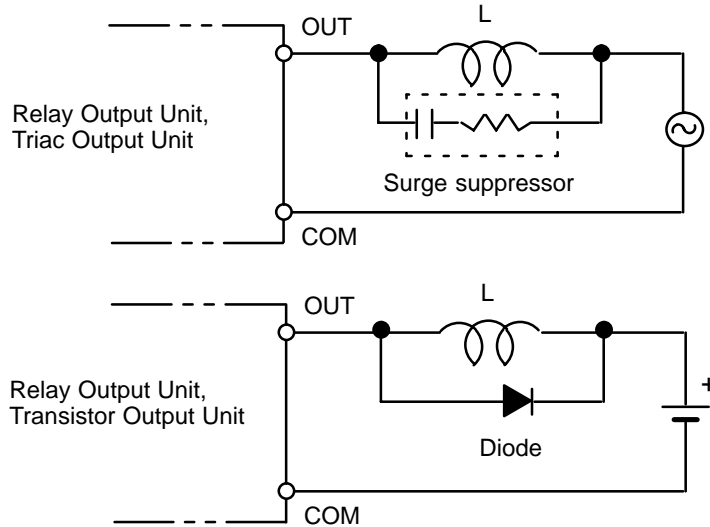 OUT
L
Relay Output Unit,
Triac Output Unit
Surge suppressor
COM
OUT
L
Relay Output Unit,
Transistor Output Unit
+
Diode
COM